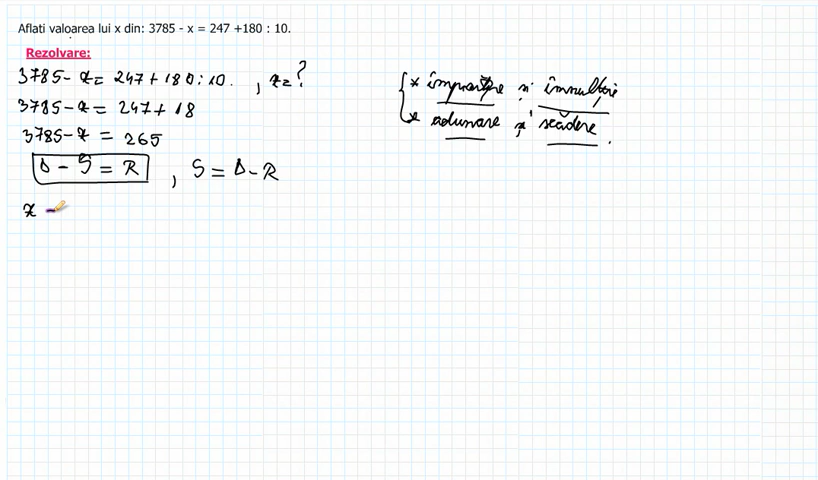 Aflati valoarea lui x din: 3785 - x = 247 +180 : 10.
Rezolvare:
3785 - x = 247 + 180 : 10. , x = ?
3785 - x = 247 + 18
3785 - x = 265
D - S = R , S = D - R
x -
* împărțire și înmulțire
* adunare și scădere.